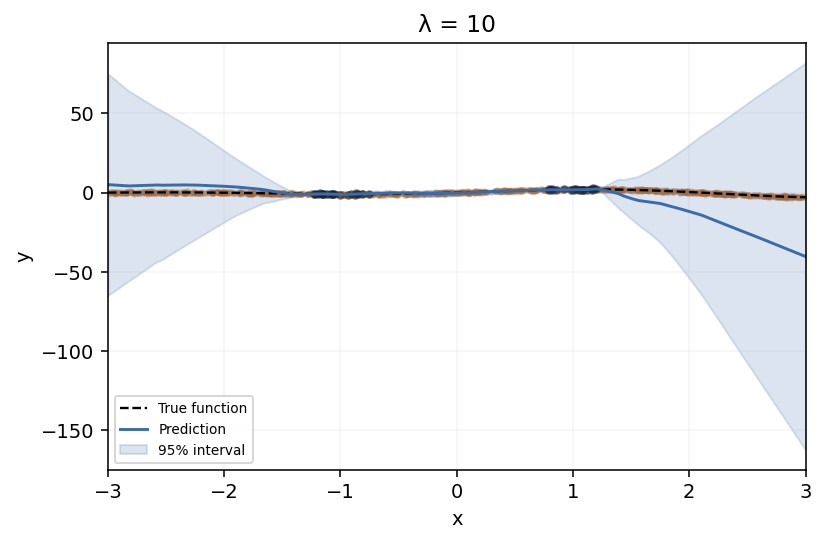 λ = 10
y
50
0
−50
−100
−150
True function
Prediction
95% interval
−3
−2
−1
0
1
2
3
x